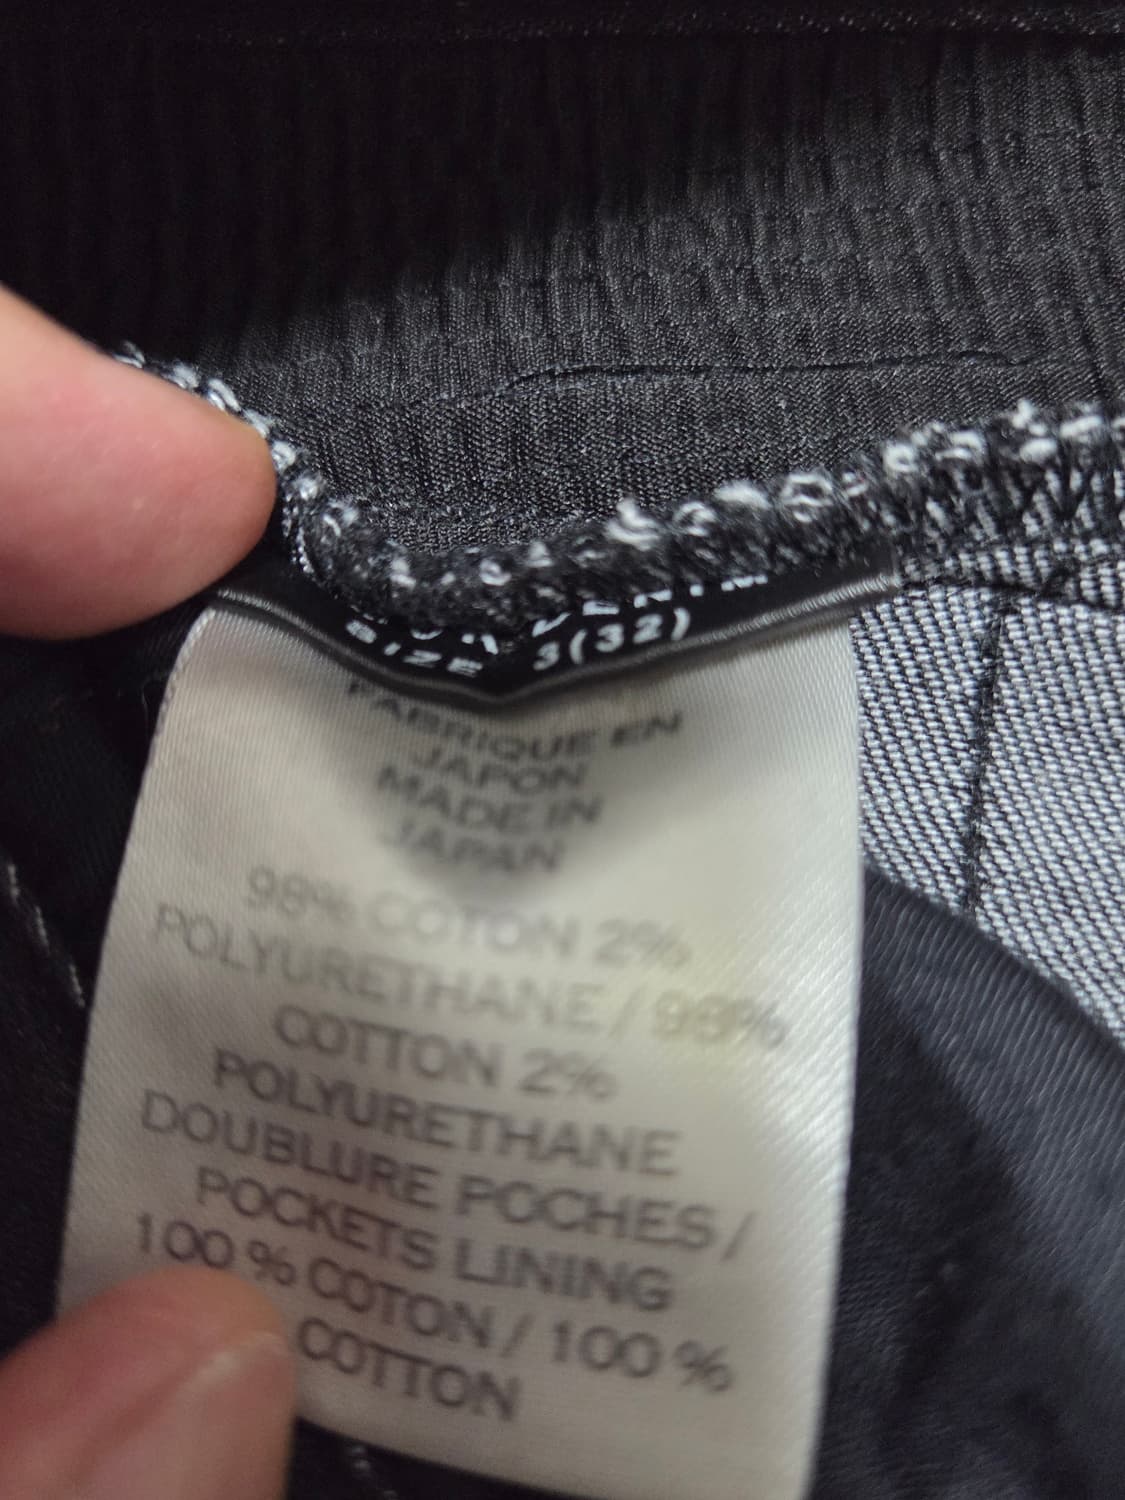 SIZE 3(32)
FABRIQUE EN
JAPON
MADE IN
JAPAN
98% COTON 2%
POLYURETHANE / 98%
COTTON 2%
POLYURETHANE
DOUBLURE POCHES /
POCKETS LINING
100 % COTON / 100 %
COTTON